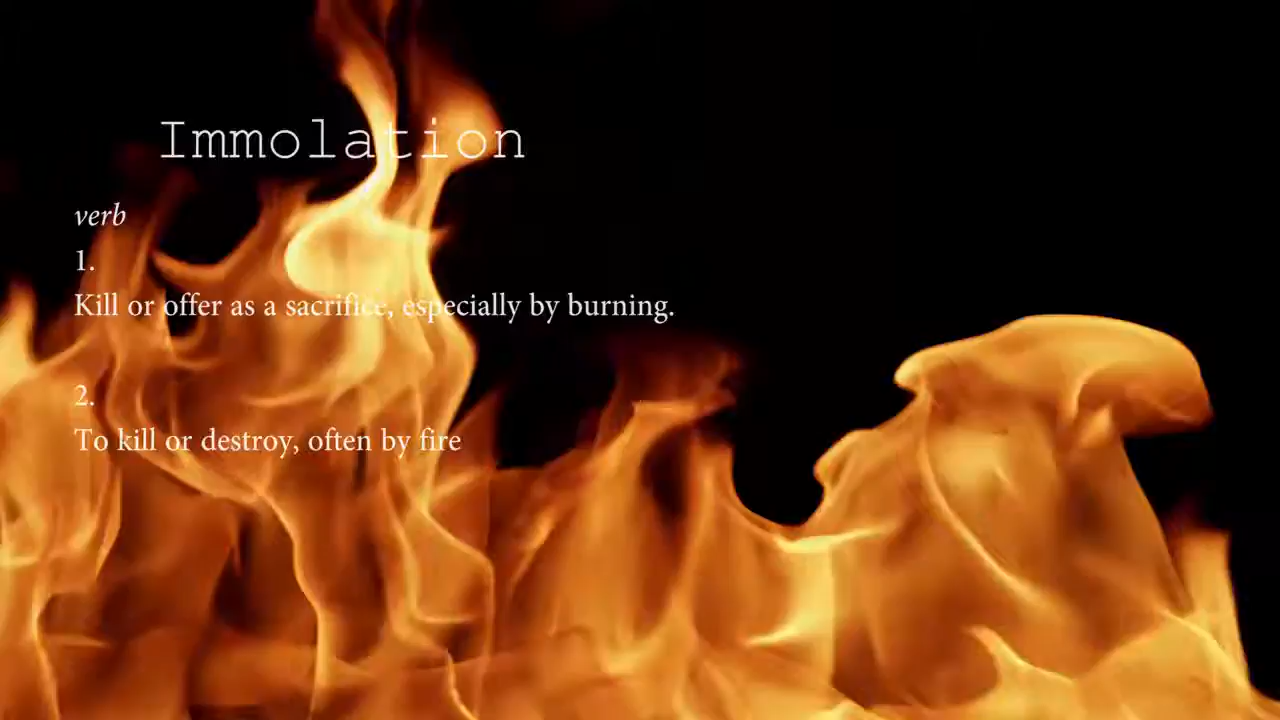 Immolation
verb
1.
Kill or offer as a sacrifice, especially by burning.
2.
To kill or destroy, often by fire